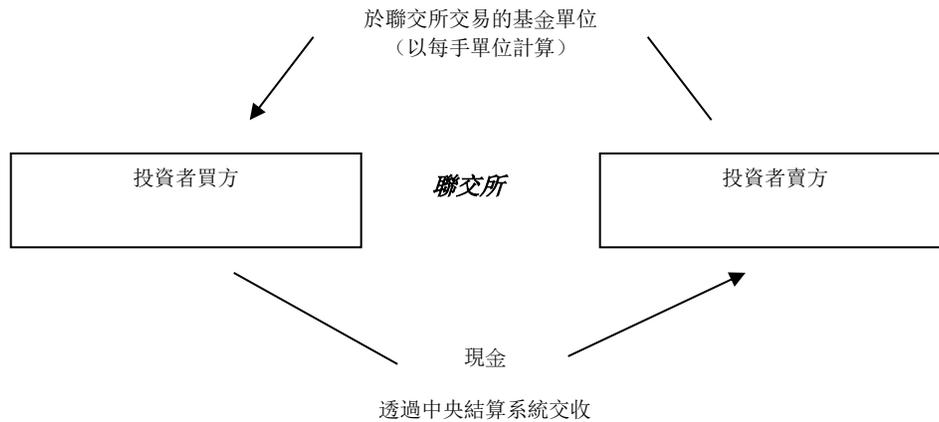 於聯交所交易的基金單位
（以每手單位計算）
投資者買方
聯交所
投資者賣方
現金
透過中央結算系統交收